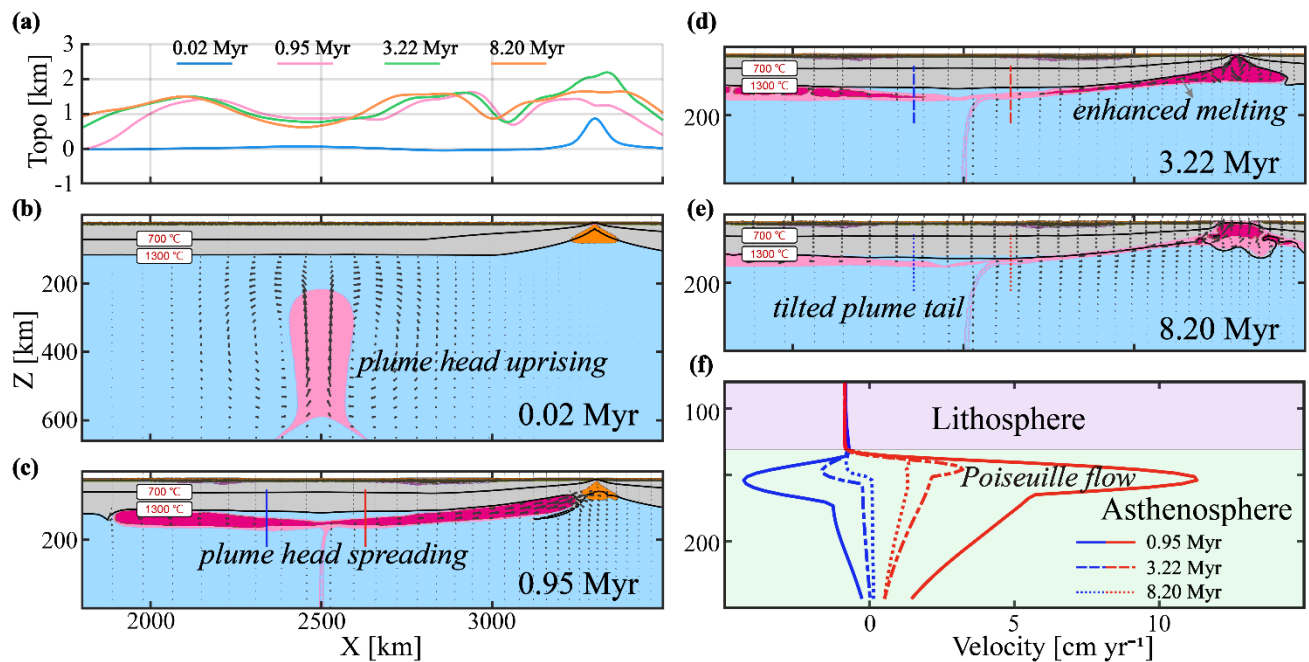 (a)
0.02 Myr 0.95 Myr 3.22 Myr 8.20 Myr
3
2
1
0
-1
Topo [km]
(b)
700 ℃
1300 ℃
200
400
600
Z [km]
plume head uprising
0.02 Myr
(c)
700 ℃
1300 ℃
200
plume head spreading
0.95 Myr
2000 2500 3000
X [km]
(d)
700 ℃
1300 ℃
200
enhanced melting
3.22 Myr
(e)
700 ℃
1300 ℃
200
tilted plume tail
8.20 Myr
(f)
100
200
Lithosphere
Poiseuille flow
Asthenosphere
0.95 Myr
3.22 Myr
8.20 Myr
0 5 10
Velocity [cm yr⁻¹]